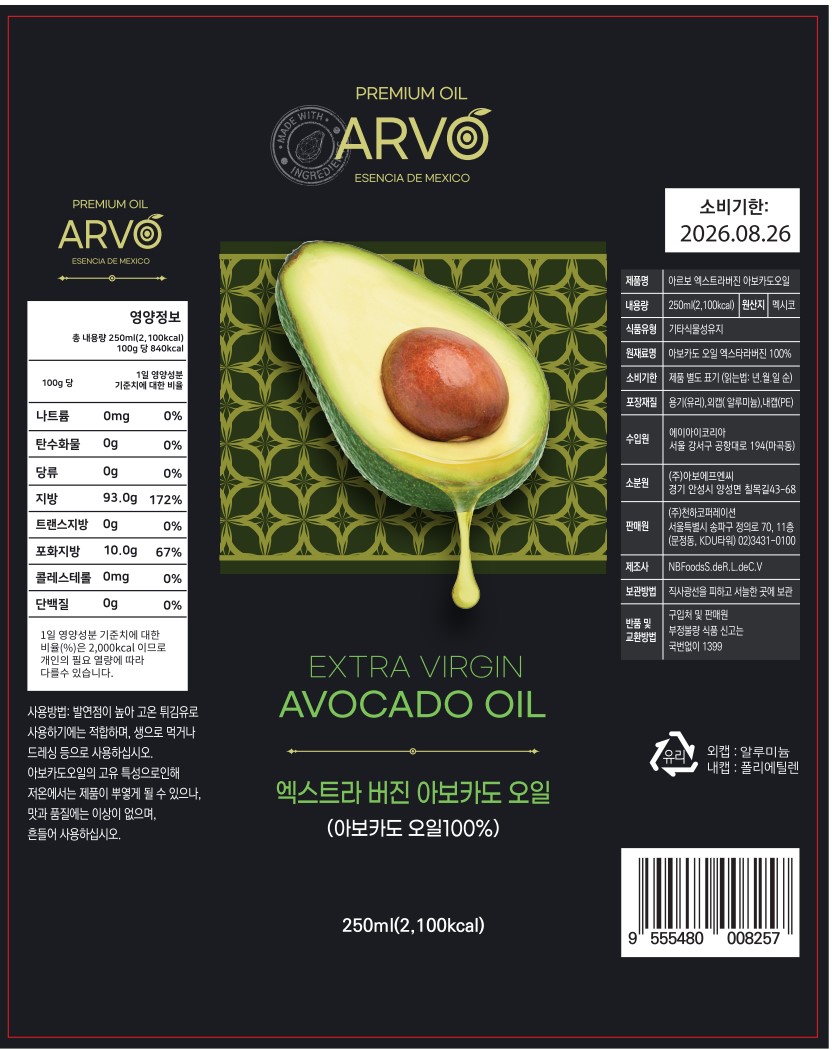 PREMIUM OIL
MADE WITH
INGREDIEN
ARVO
ESENCIA DE MEXICO
PREMIUM OIL
ARVO
ESENCIA DE MEXICO
영양정보
총 내용량 250ml(2,100kcal)
100g 당 840kcal
100g 당 1일 영양성분
기준치에 대한 비율
나트륨 0mg 0%
탄수화물 0g 0%
당류 0g 0%
지방 93.0g 172%
트랜스지방 0g 0%
포화지방 10.0g 67%
콜레스테롤 0mg 0%
단백질 0g 0%
1일 영양성분 기준치에 대한
비율(%)은 2,000kcal 이므로
개인의 필요 열량에 따라
다를수 있습니다.
사용방법: 발연점이 높아 고온 튀김유로
사용하기에는 적합하며, 생으로 먹거나
드레싱 등으로 사용하십시오.
아보카도오일의 고유 특성으로인해
저온에서는 제품이 뿌옇게 될 수 있으나,
맛과 품질에는 이상이 없으며,
흔들어 사용하십시오.
EXTRA VIRGIN
AVOCADO OIL
엑스트라 버진 아보카도 오일
(아보카도 오일100%)
250ml(2,100kcal)
소비기한:
2026.08.26
제품명 아르보 엑스트라버진 아보카도오일
내용량 250ml(2,100kcal) 원산지 멕시코
식품유형 기타식물성유지
원재료명 아보카도 오일 엑스타라버진 100%
소비기한 제품 별도 표기 (읽는법: 년.월.일 순)
포장재질 용기(유리),외캡( 알루미늄),내캡(PE)
수입원 에이아이코리아
서울 강서구 공항대로 194(마곡동)
소분원 (주)아보에프엔씨
경기 안성시 양성면 칠목길43-68
판매원 (주)천하코퍼레이션
서울특별시 송파구 정의로 70, 11층
(문정동, KDU타워) 02)3431-0100
제조사 NBFoodsS.deR.L.deC.V
보관방법 직사광선을 피하고 서늘한 곳에 보관
반품 및 교환방법 구입처 및 판매원
부정불량 식품 신고는
국번없이 1399
유리
외캡 : 알루미늄
내캡 : 폴리에틸렌
9 555480 008257